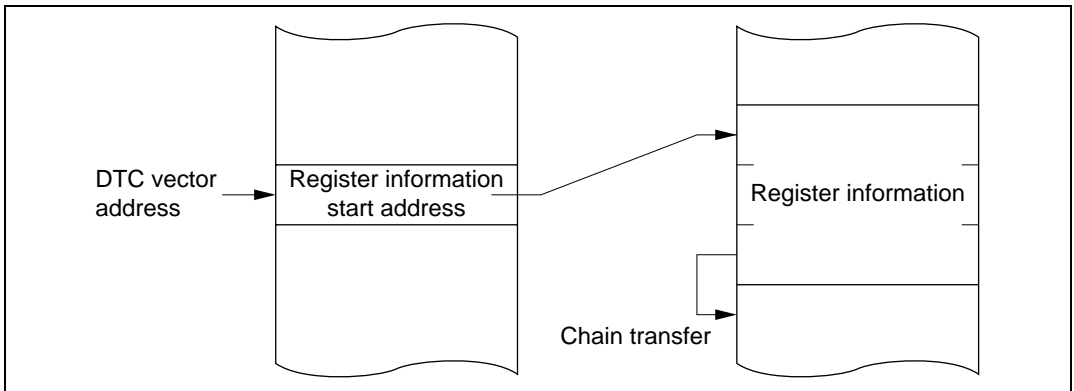 DTC vector
address
Register information
start address
Register information
Chain transfer